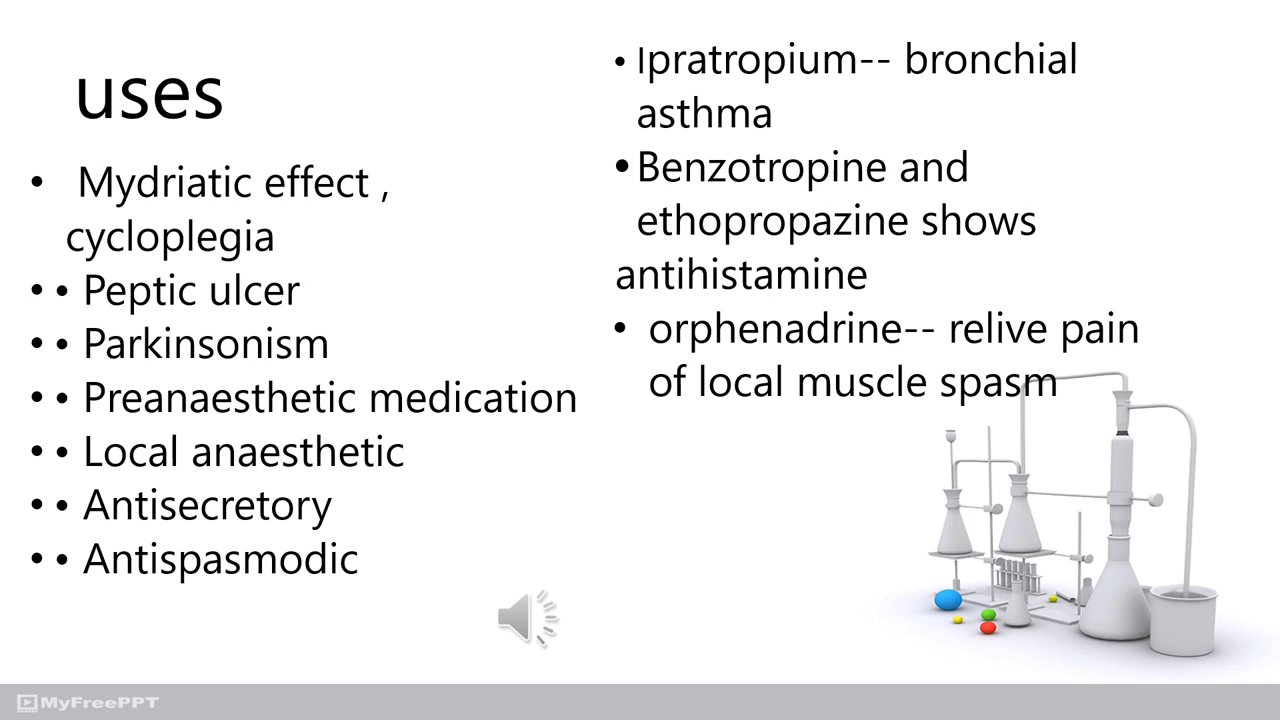 uses
• Mydriatic effect ,
cycloplegia
• • Peptic ulcer
• • Parkinsonism
• • Preanaesthetic medication
• • Local anaesthetic
• • Antisecretory
• • Antispasmodic
• Ipratropium-- bronchial
asthma
• Benzotropine and
ethopropazine shows
antihistamine
• orphenadrine-- relive pain
of local muscle spasm
MyFreePPT